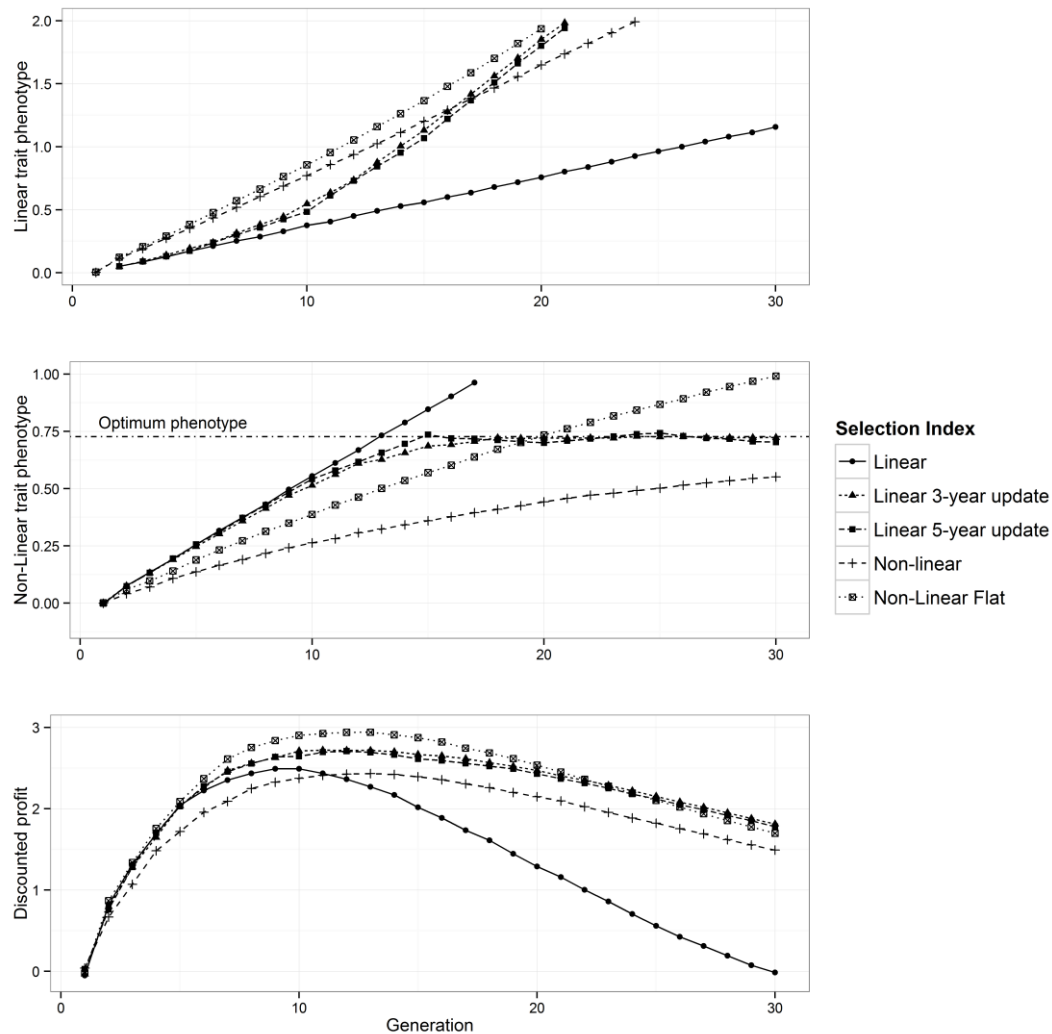 2.0
1.5
1.0
0.5
0.0
Linear trait phenotype
0
10
20
30
1.00
0.75
0.50
0.25
0.00
Non-Linear trait phenotype
Optimum phenotype
0
10
20
30
Selection Index
Linear
Linear 3-year update
Linear 5-year update
Non-linear
Non-Linear Flat
3
2
1
0
Discounted profit
0
10
20
30
Generation